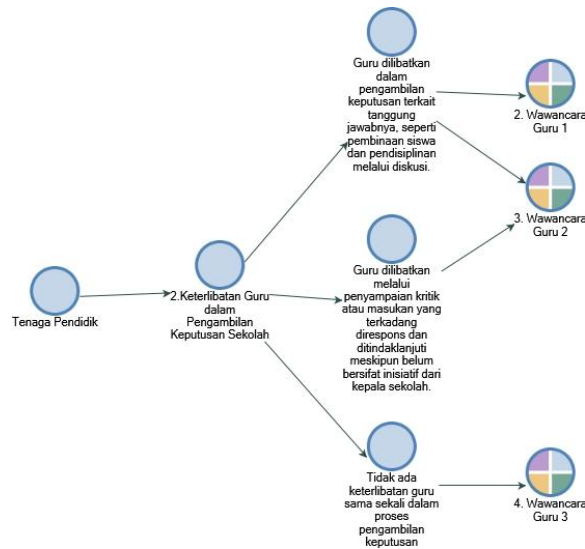 Guru dilibatkan
dalam
pengambilan
keputusan terkait
tanggung
jawabnya, seperti
pembinaan siswa
dan pendisiplinan
melalui diskusi.
2. Wawancara
Guru 1
3. Wawancara
Guru 2
Tenaga Pendidik
2.Keterlibatan Guru
dalam
Pengambilan
Keputusan Sekolah
Guru dilibatkan
melalui
penyampaian kritik
atau masukan yang
terkadang
direspons dan
ditindaklanjuti
meskipun belum
bersifat inisiatif dari
kepala sekolah.
Tidak ada
keterlibatan guru
sama sekali dalam
proses
pengambilan
keputusan
4. Wawancara
Guru 3